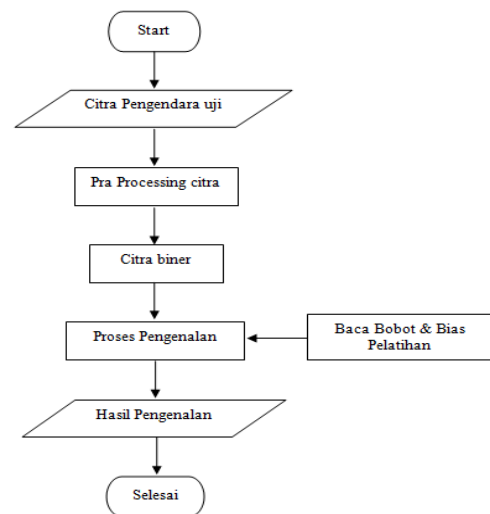 Start
Citra Pengendara uji
Pra Processing citra
Citra biner
Proses Pengenalan
Baca Bobot & Bias
Pelatihan
Hasil Pengenalan
Selesai